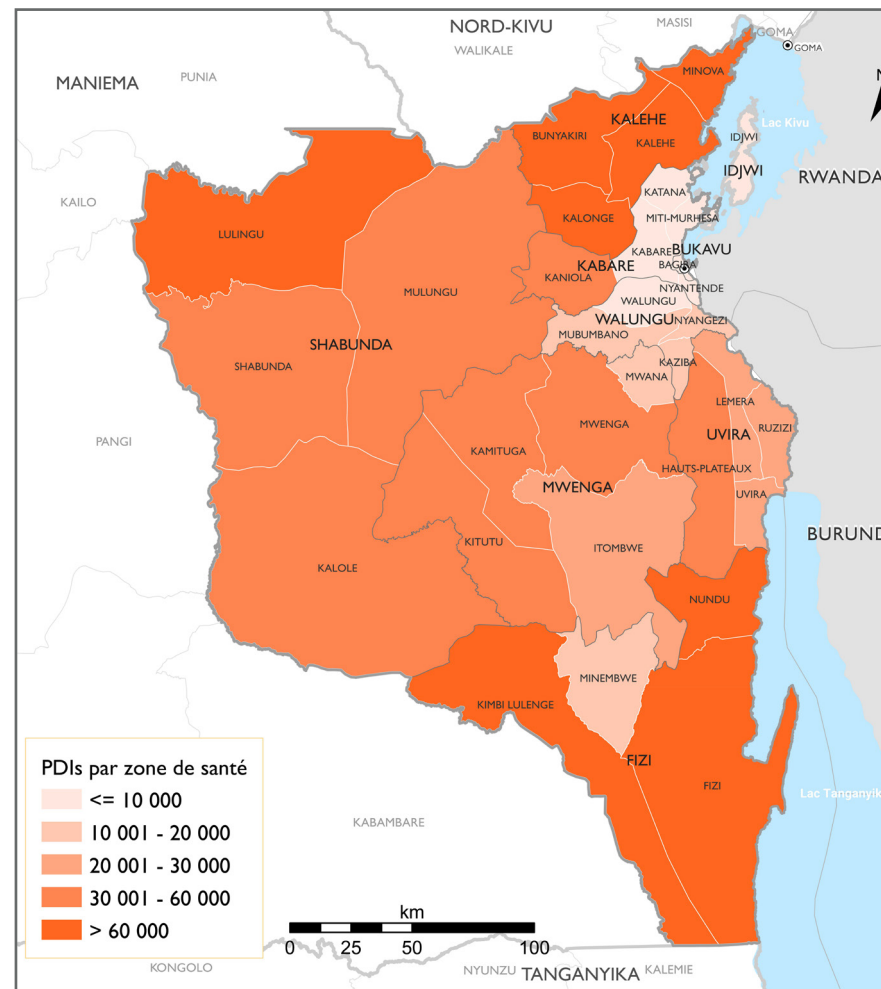 NORD-KIVU
MASISI
GOMA
GOMA
WALIKALE
MANIEMA
PUNIA
MINOVA
N
Lac Kivu
BUNYAKIRI
KALEHE
KALEHE
IDJWI
IDJWI
RWANDA
KAILO
KATANA
LULINGU
KALONGE
MITI-MURHESA
KABARE
BUKAVU
BAGIRA
KABARE
KANIOLA
NYANTENDE
MULUNGU
WALUNGU
WALUNGU
NYANGEZI
MUBUMBANO
SHABUNDA
SHABUNDA
KAZIBA
MWANA
LEMERA
MWENGA
RUZIZI
UVIRA
PANGI
KAMITUGA
HAUTS-PLATEAUX
MWENGA
UVIRA
BURUND
KITUTU
ITOMBWE
KALOLE
NUNDU
MINEMBWE
KIMBI LULENGE
FIZI
FIZI
Lac Tanganyik
KABAMBARE
PDIs par zone de santé
<= 10 000
10 001 - 20 000
20 001 - 30 000
30 001 - 60 000
> 60 000
km
0 25 50 100
KONGOLO
NYUNZU
TANGANYIKA
KALEMIE